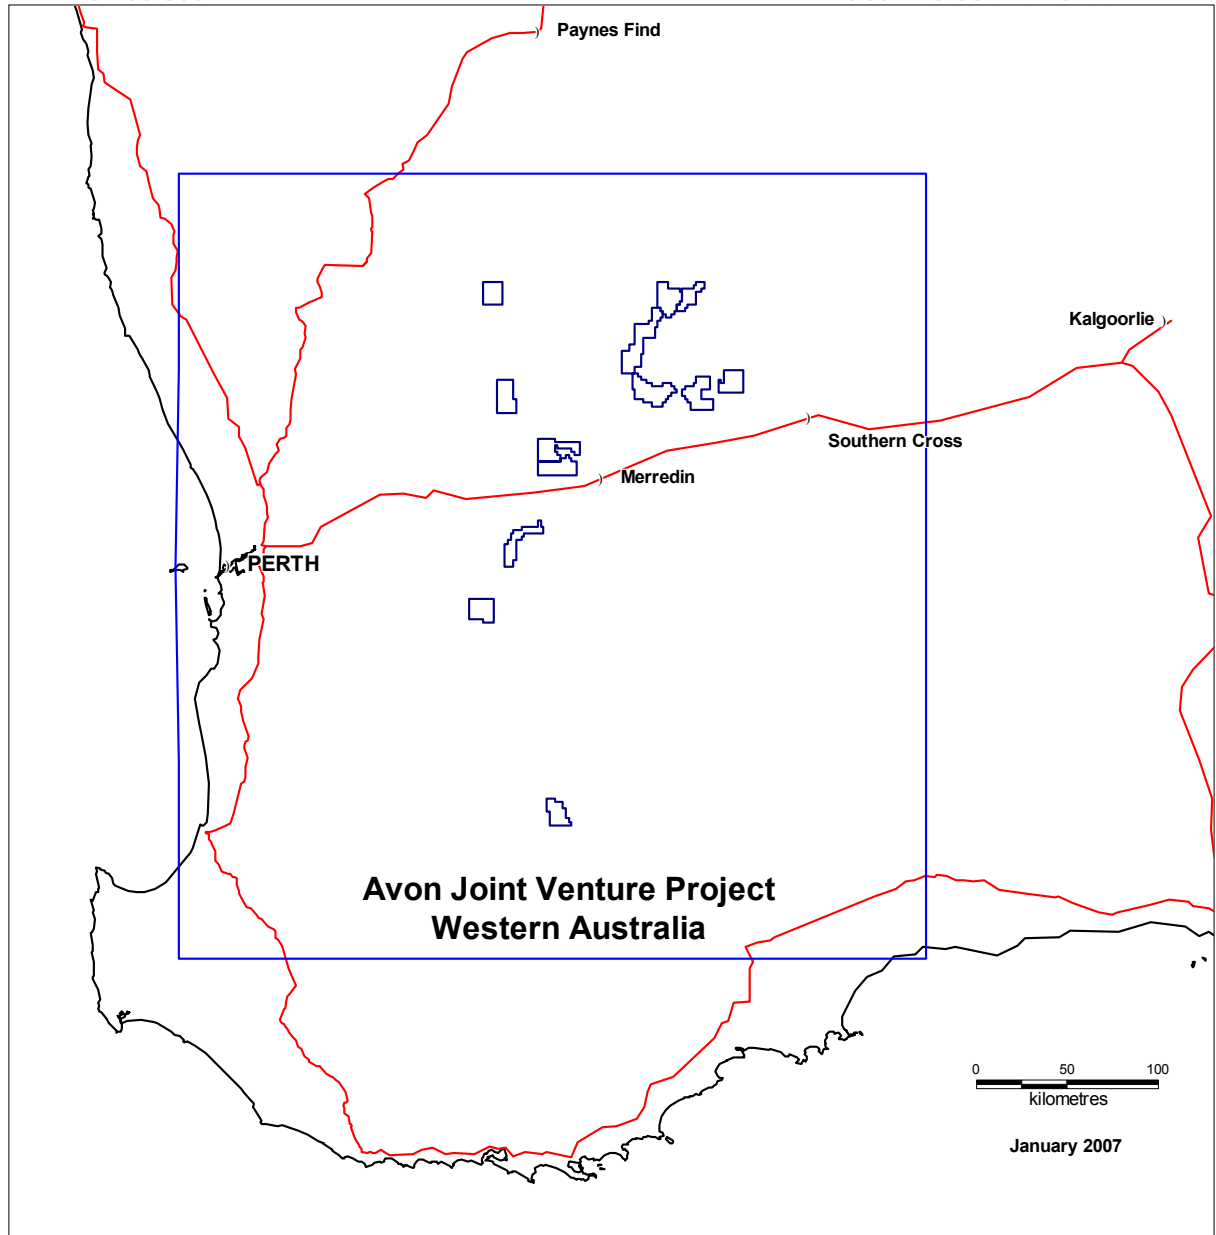 Paynes Find
Kalgoorlie
Southern Cross
Merredin
PERTH
Avon Joint Venture Project
Western Australia
0 50 100
kilometres
January 2007